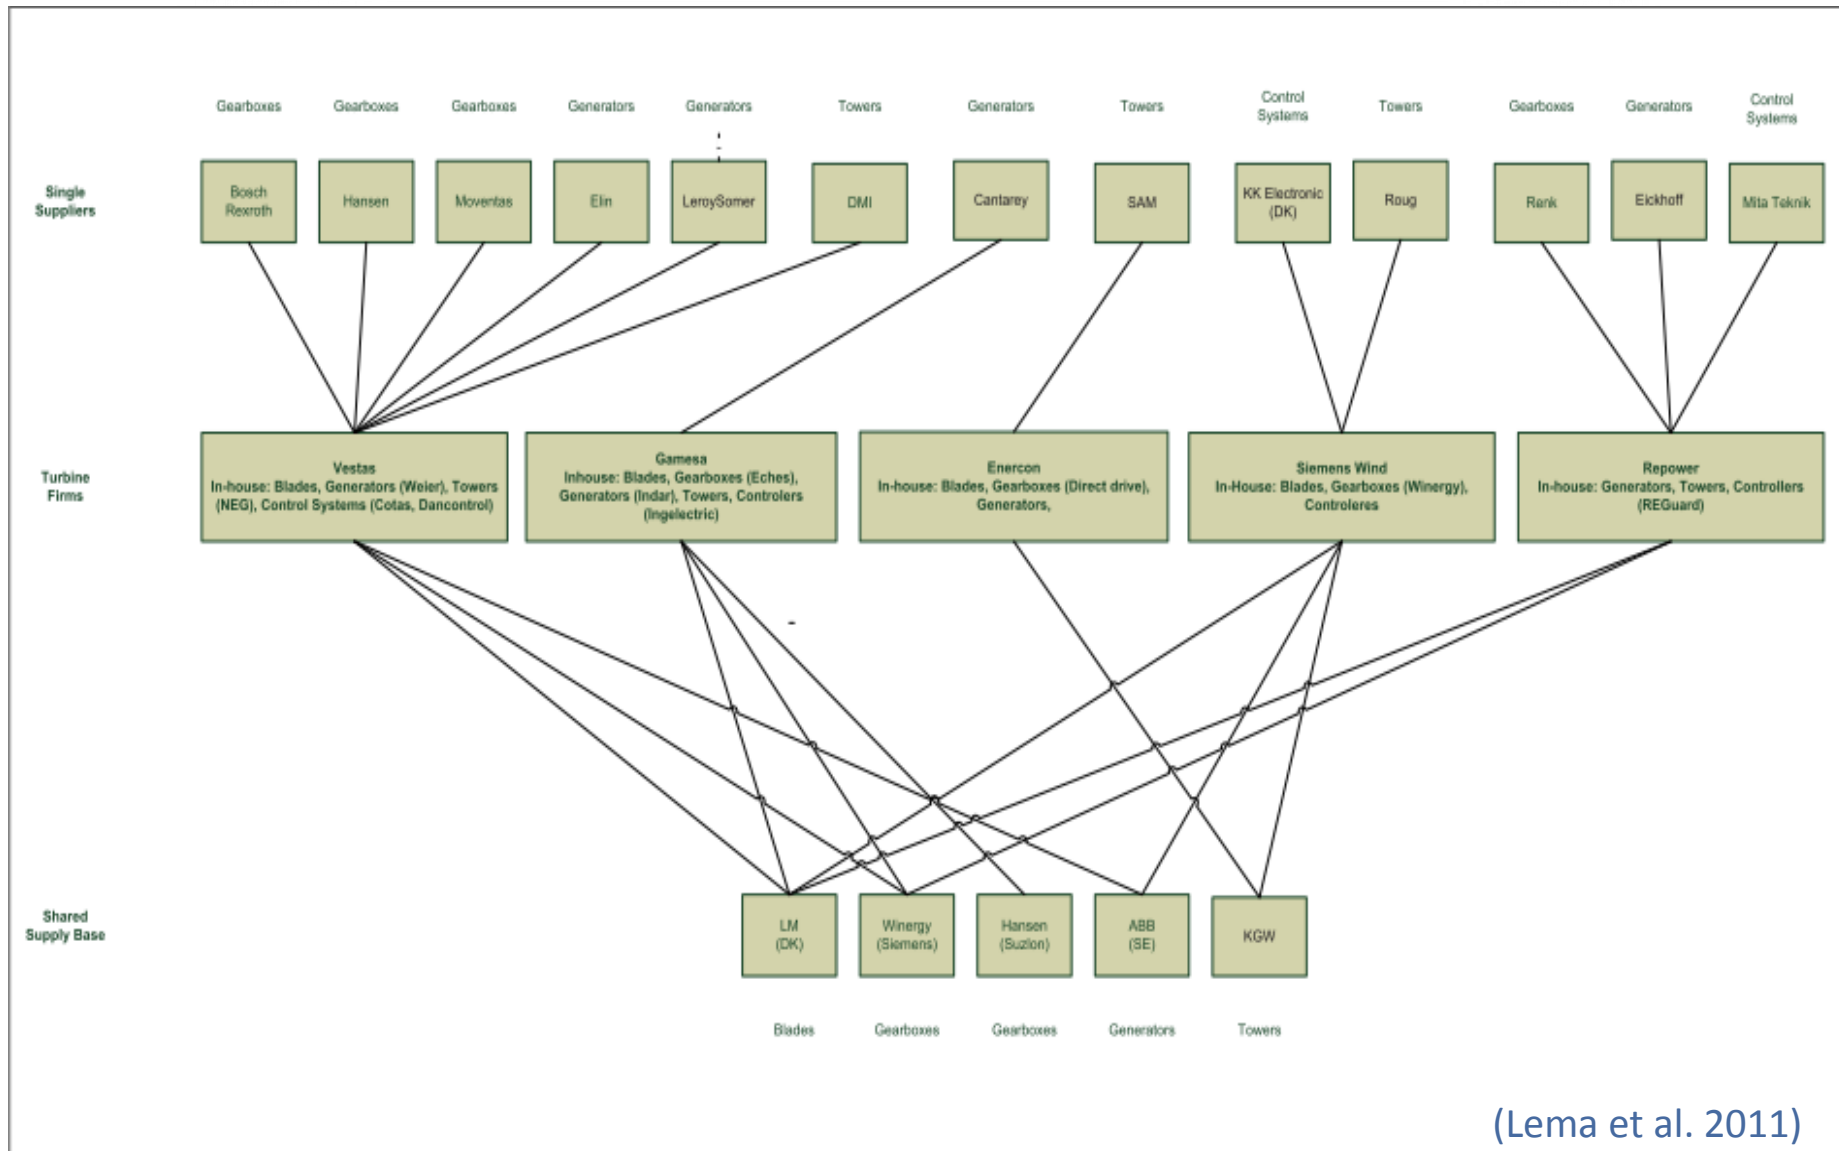 Gearboxes
Gearboxes
Gearboxes
Generators
Generators
Towers
Generators
Towers
Control
Systems
Towers
Gearboxes
Generators
Control
Systems
Single
Suppliers
Bosch
Rexroth
Hansen
Moventas
Elin
LeroySomer
DMI
Cantarey
SAM
KK Electronic
(DK)
Roug
Renk
Eickhoff
Mita Teknik
Turbine
Firms
Vestas
In-house: Blades, Generators (Weier), Towers
(NEG), Control Systems (Cotas, Dancontrol)
Gamesa
Inhouse: Blades, Gearboxes (Eches),
Generators (Indar), Towers, Controlers
(Ingelectric)
Enercon
In-house: Blades, Gearboxes (Direct drive),
Generators,
Siemens Wind
In-House: Blades, Gearboxes (Winergy),
Controleres
Repower
In-house: Generators, Towers, Controllers
(REGuard)
Shared
Supply Base
LM
(DK)
Winergy
(Siemens)
Hansen
(Suzlon)
ABB
(SE)
KGW
Blades
Gearboxes
Gearboxes
Generators
Towers
(Lema et al. 2011)